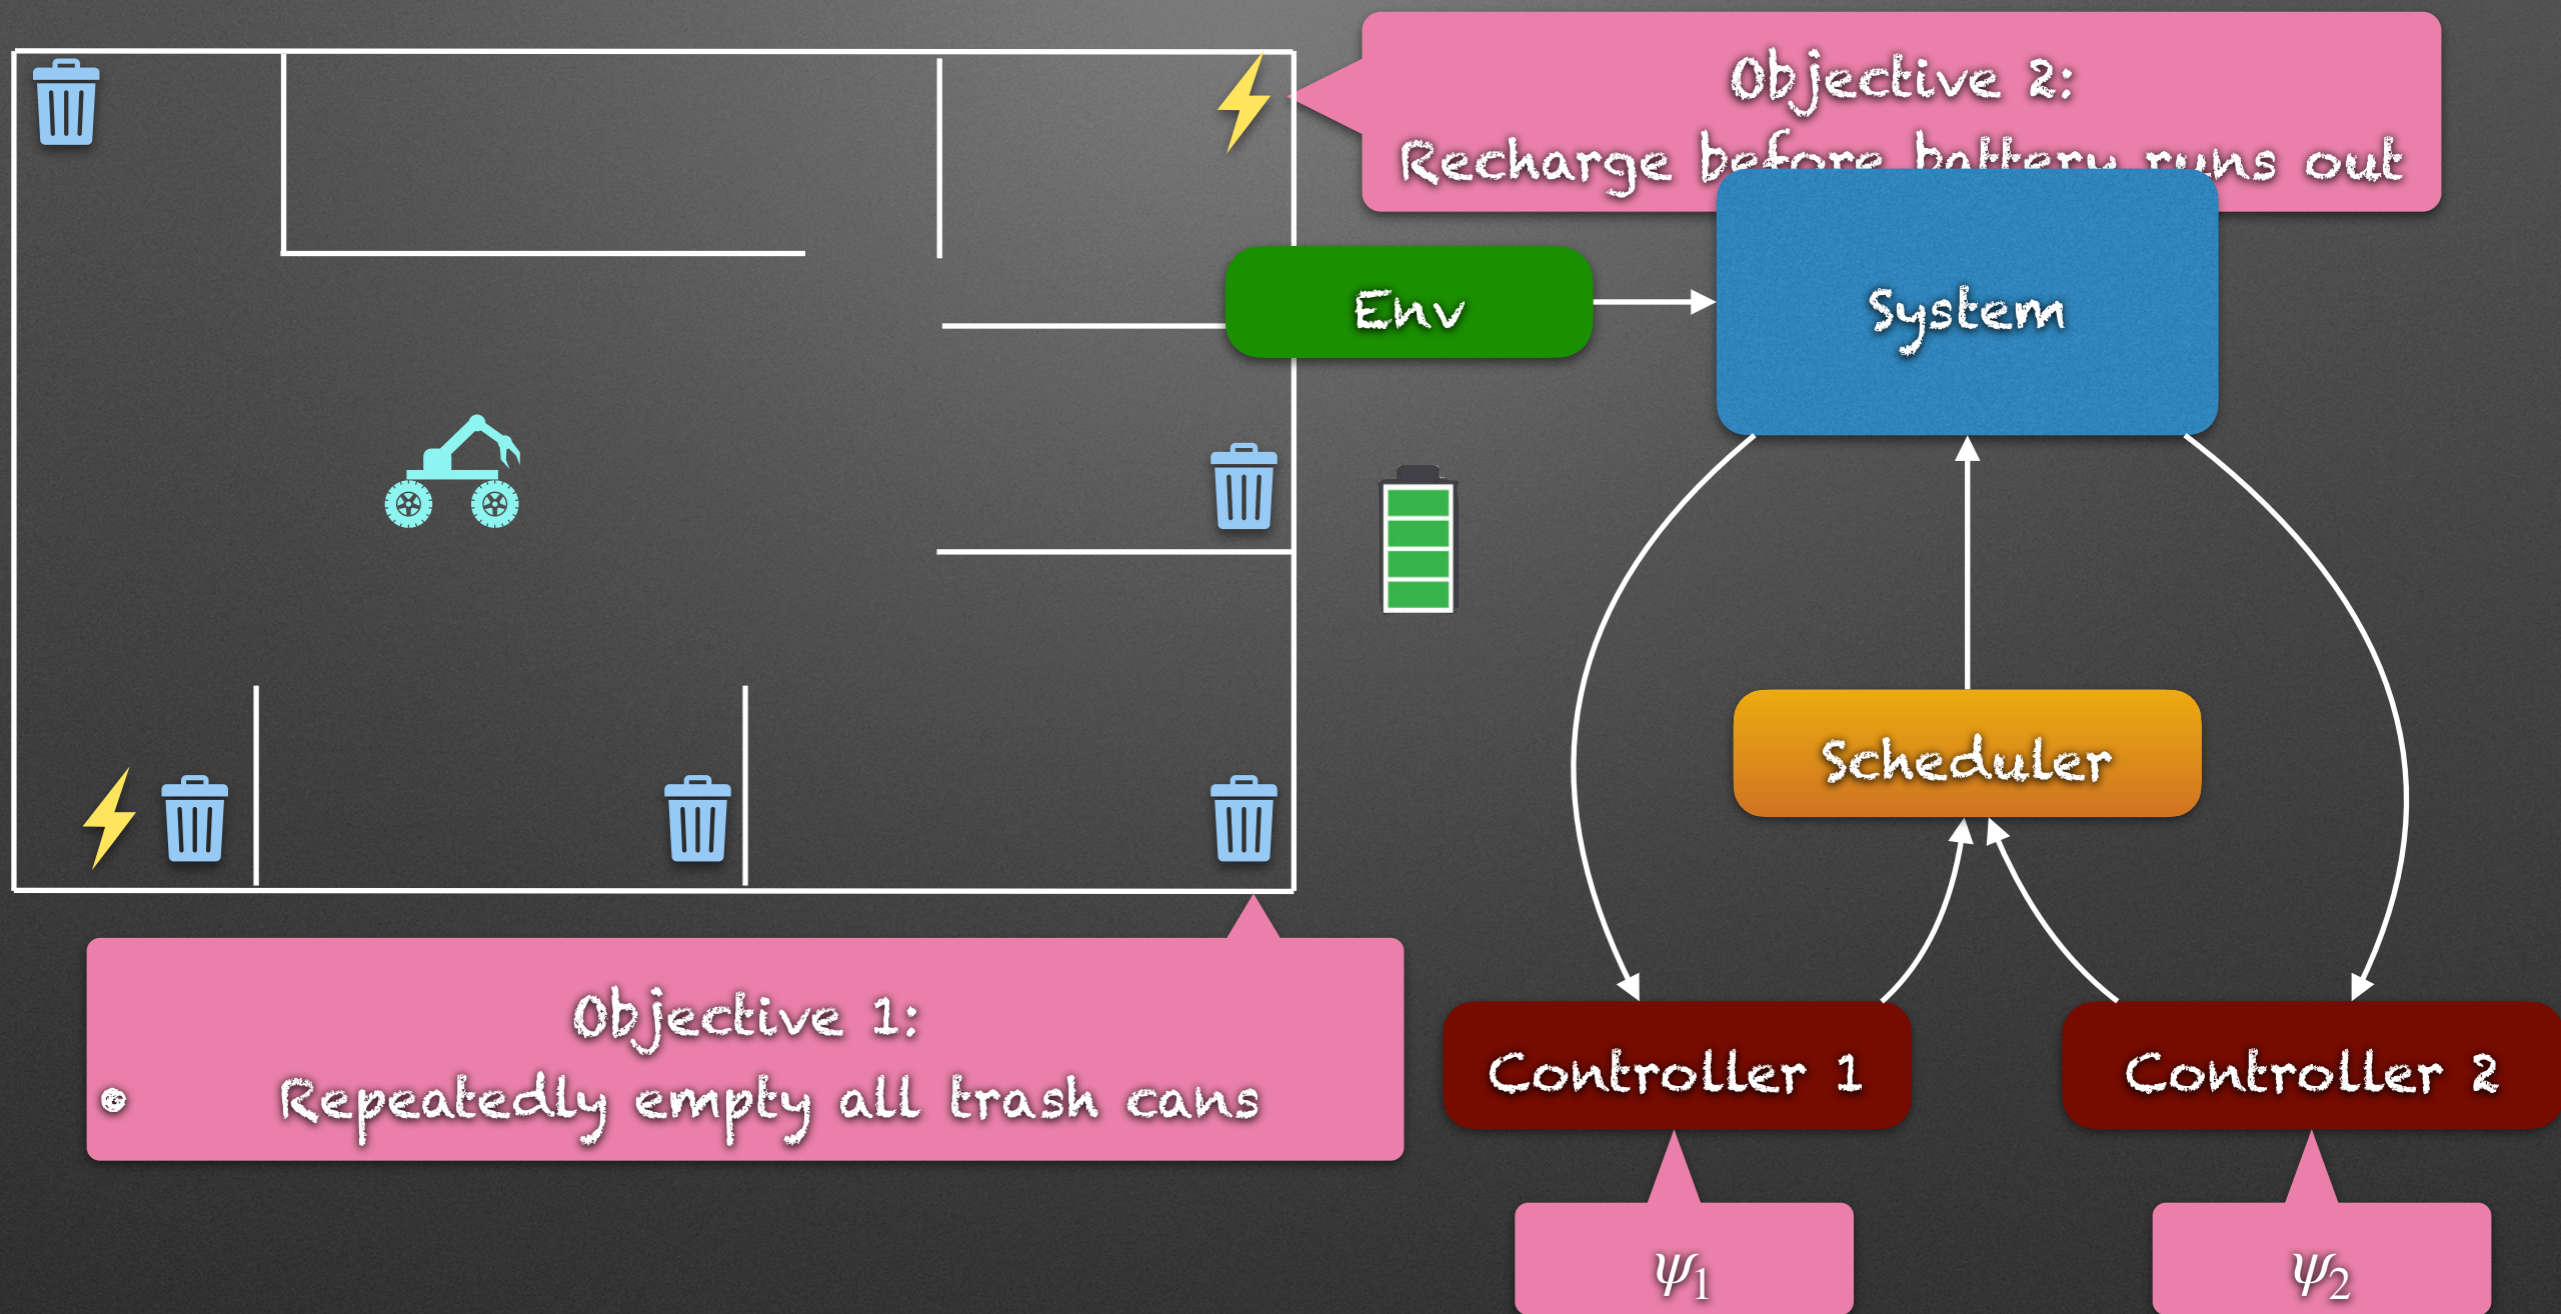 Objective 2:
Recharge before battery runs out
Env
System
Scheduler
Objective 1:
• Repeatedly empty all trash cans
Controller 1
Controller 2
ψ₁
ψ₂